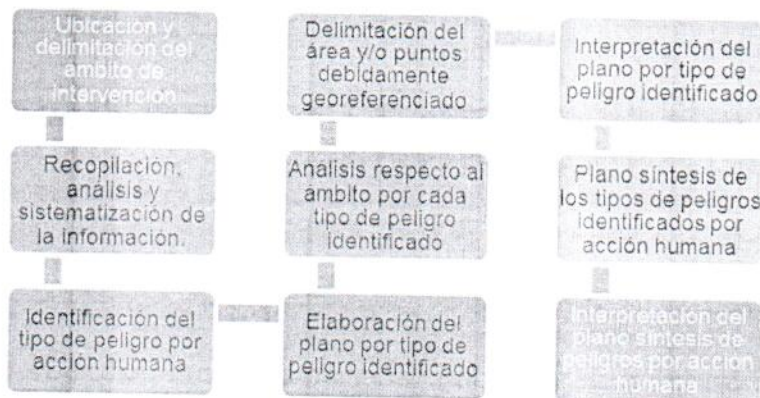 Ubicación y
delimitación del
ámbito de
intervención
Recopilación,
análisis y
sistematización de
la información.
Identificación del
tipo de peligro por
acción humana
Elaboración del
plano por tipo de
peligro identificado
Análisis respecto al
ámbito por cada
tipo de peligro
identificado
Delimitación del
área y/o puntos
debidamente
georeferenciado
Interpretación del
plano por tipo de
peligro identificado
Plano síntesis de
los tipos de peligros
identificados por
acción humana
Interpretación del
plano síntesis de
peligros por acción
humana